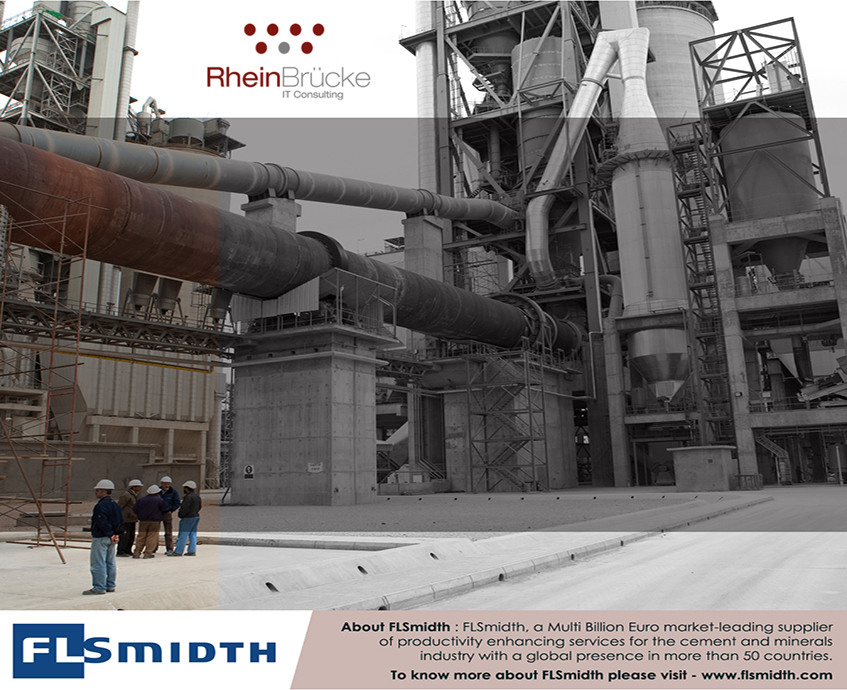 RheinBrücke
IT Consulting
FLSMIDTH
About FLSmidth : FLSmidth, a Multi Billion Euro market-leading supplier
of productivity enhancing services for the cement and minerals
industry with a global presence in more than 50 countries.
To know more about FLSmidth please visit - www.flsmidth.com